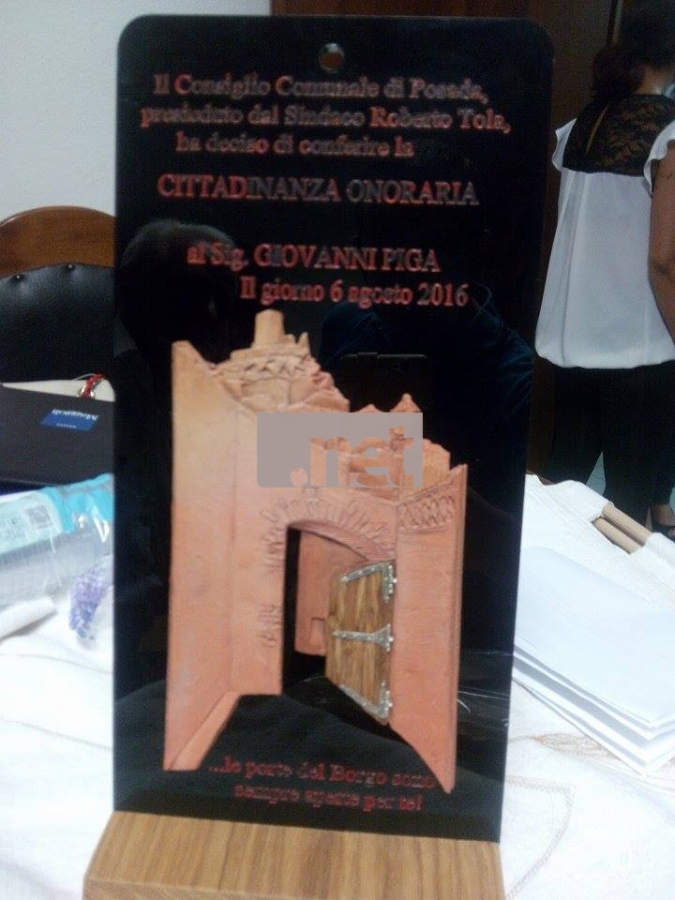 Il Consiglio Comunale di Posada,
presieduto dal Sindaco Roberto Tola,
ha deciso di conferire la
CITTADINANZA ONORARIA
al Sig. GIOVANNI PIGA
Il giorno 6 agosto 2016
.net
...le porte del Borgo sono
sempre aperte per te!